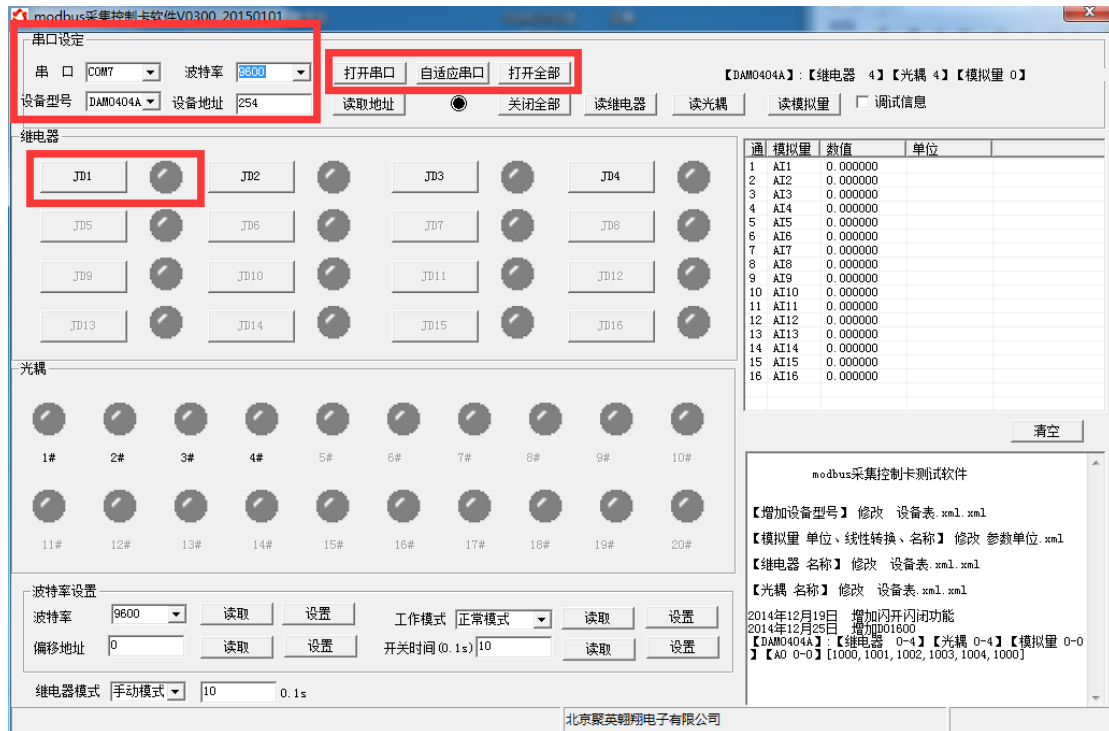 modbus采集控制卡软件V0300 20150101
串口设定
串 口 COM7 波特率 9600 打开串口 自适应串口 打开全部 【DAM0404A】:【继电器 4】【光耦 4】【模拟量 0】
设备型号 DAM0404A 设备地址 254 读取地址 关闭全部 读继电器 读光耦 读模拟量 调试信息
继电器
JD1 JD2 JD3 JD4
JD5 JD6 JD7 JD8
JD9 JD10 JD11 JD12
JD13 JD14 JD15 JD16
通 模拟量 数值 单位
1 AI1 0.000000
2 AI2 0.000000
3 AI3 0.000000
4 AI4 0.000000
5 AI5 0.000000
6 AI6 0.000000
7 AI7 0.000000
8 AI8 0.000000
9 AI9 0.000000
10 AI10 0.000000
11 AI11 0.000000
12 AI12 0.000000
13 AI13 0.000000
14 AI14 0.000000
15 AI15 0.000000
16 AI16 0.000000
光耦
1# 2# 3# 4# 5# 6# 7# 8# 9# 10#
11# 12# 13# 14# 15# 16# 17# 18# 19# 20#
清空
modbus采集控制卡测试软件
【增加设备型号】 修改 设备表.xml.xml
【模拟量 单位、线性转换、名称】 修改 参数单位.xml
【继电器 名称】 修改 设备表.xml.xml
【光耦 名称】 修改 设备表.xml.xml
2014年12月19日 增加闪开闪闭功能
2014年12月25日 增加DO1600
【DAM0404A】:【继电器 0-4】【光耦 0-4】【模拟量 0-0
】【AO 0-0】[1000,1001,1002,1003,1004,1000]
波特率设置
波特率 9600 读取 设置 工作模式 正常模式 读取 设置
偏移地址 0 读取 设置 开关时间(0.1s) 10 读取 设置
继电器模式 手动模式 10 0.1s
北京聚英翱翔电子有限公司